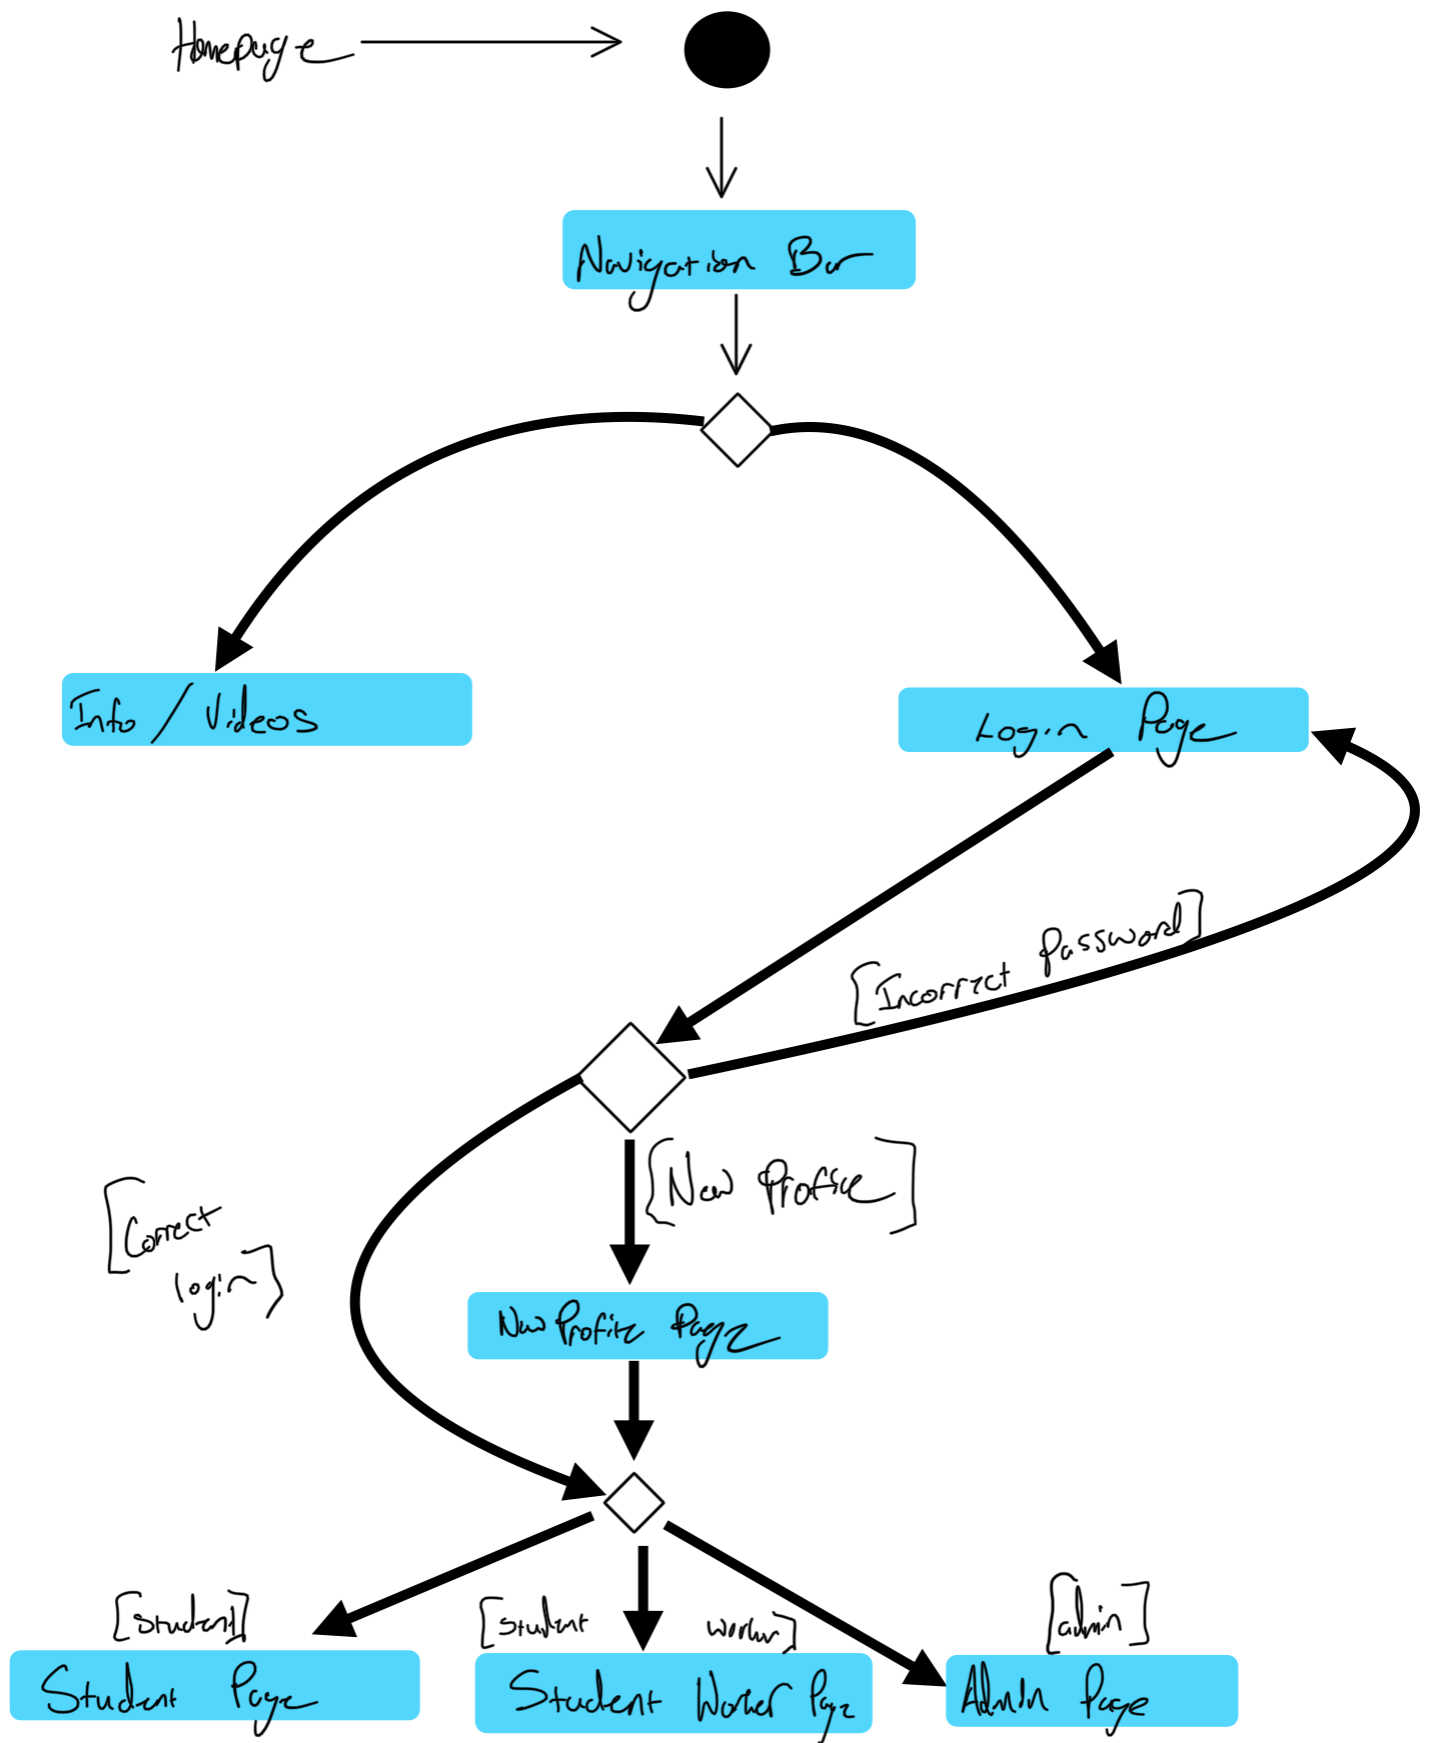 Homepage
Navigation Bar
Info / Videos
Login Page
[Incorrect Password]
[New Profile]
[Correct
login]
New Profile Page
[student]
[student worker]
[admin]
Student Page
Student Worker Page
Admin Page